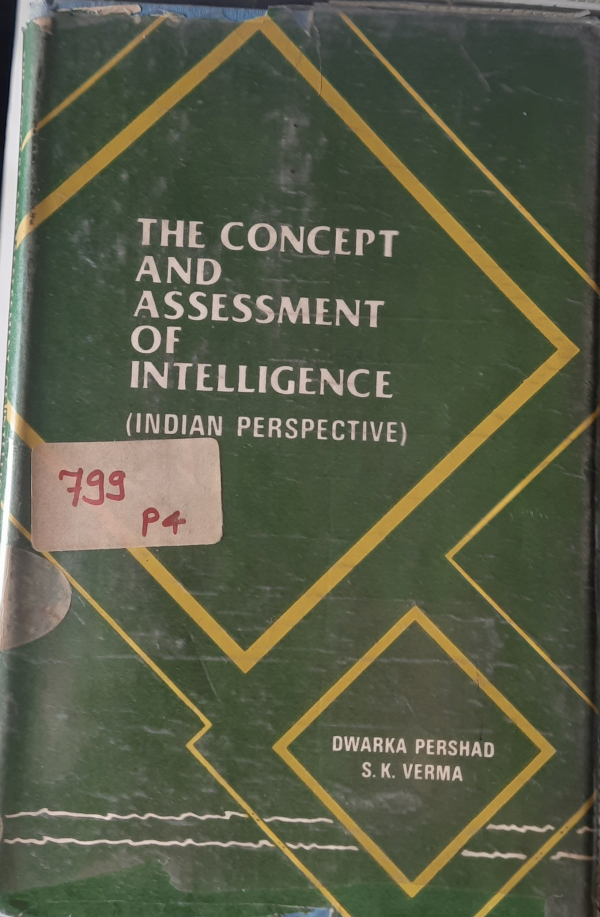 THE CONCEPT
AND
ASSESSMENT
OF
INTELLIGENCE
(INDIAN PERSPECTIVE)
799
P4
DWARKA PERSHAD
S. K. VERMA